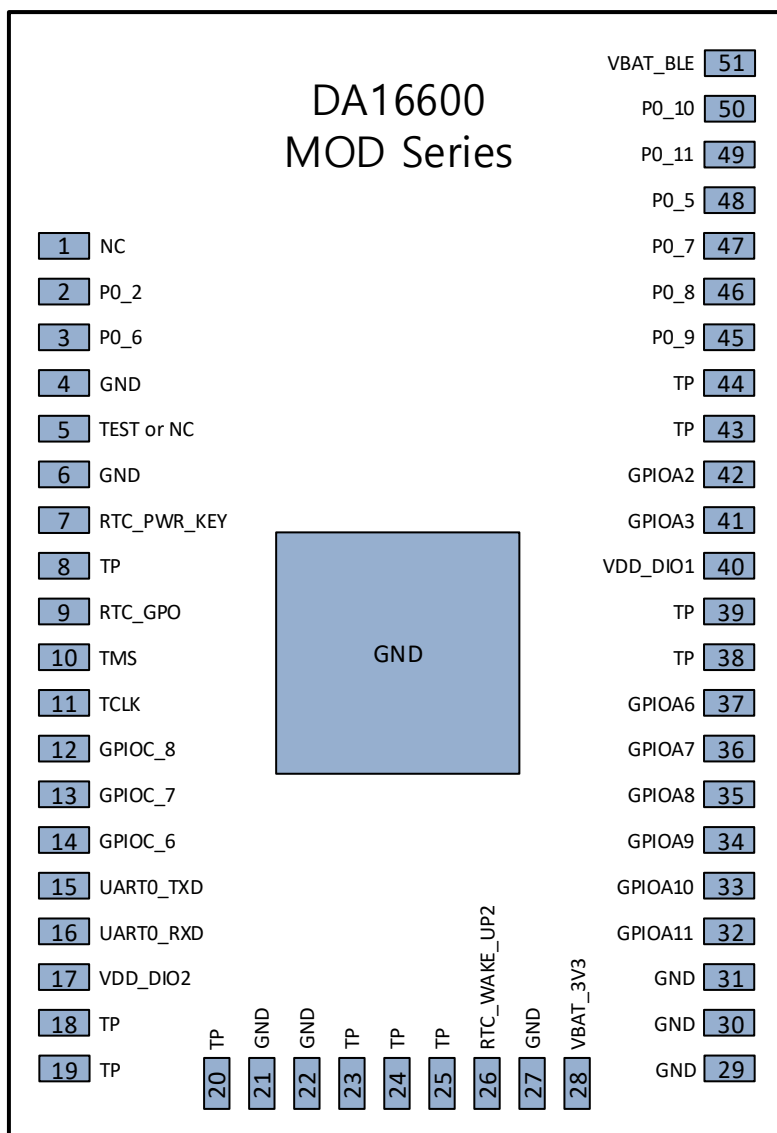 DA16600
MOD Series
1 NC
2 P0_2
3 P0_6
4 GND
5 TEST or NC
6 GND
7 RTC_PWR_KEY
8 TP
9 RTC_GPO
10 TMS
11 TCLK
12 GPIOC_8
13 GPIOC_7
14 GPIOC_6
15 UART0_TXD
16 UART0_RXD
17 VDD_DIO2
18 TP
19 TP
GND
TP 20
GND 21
GND 22
TP 23
TP 24
TP 25
RTC_WAKE_UP2 26
GND 27
VBAT_3V3 28
VBAT_BLE 51
P0_10 50
P0_11 49
P0_5 48
P0_7 47
P0_8 46
P0_9 45
TP 44
TP 43
GPIOA2 42
GPIOA3 41
VDD_DIO1 40
TP 39
TP 38
GPIOA6 37
GPIOA7 36
GPIOA8 35
GPIOA9 34
GPIOA10 33
GPIOA11 32
GND 31
GND 30
GND 29